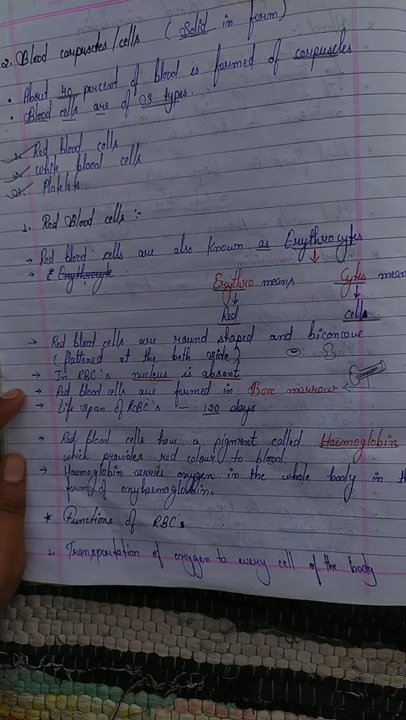 2. Blood corpuscles/cells (Solid in form)
• About 40 percent of blood is formed of corpuscles
• Blood cells are of 03 types.
1. Red blood cells
2. white blood cells
03. Platelets
1. Red Blood cells :-
→ Red blood cells are also known as Erythrocytes
→ E Erythrocyte
Erythro means Cytes mean
Red cells
→ Red blood cells are round shaped and biconcave
(flattened at the both side)
→ In RBC's nucleus is absent
→ Red blood cells are formed in Bone marrow
→ Life span of RBC's — 120 days
→ Red blood cells have a pigment called Haemoglobin
which provides red colour to blood
→ Haemoglobin carries oxygen in the whole body in th
form of oxyhaemoglobin.
* Functions of RBCs
1. Transportation of oxygen to every cell of the body